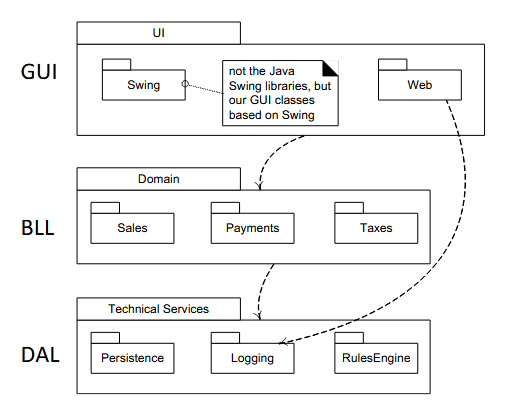 UI
GUI
Swing
not the Java
Swing libraries, but
our GUI classes
based on Swing
Web
Domain
BLL
Sales
Payments
Taxes
Technical Services
DAL
Persistence
Logging
RulesEngine